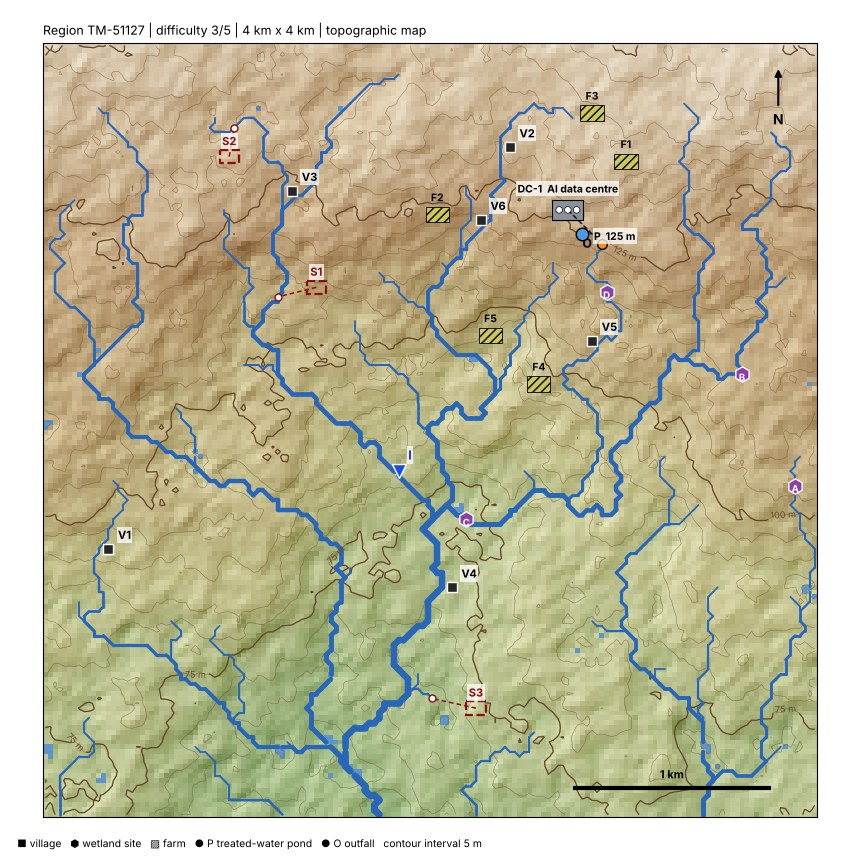 Region TM-51127 | difficulty 3/5 | 4 km x 4 km | topographic map
N
F3
S2
V2
F1
V3
DC-1 AI data centre
F2
V6
P 125 m
O
125 m
S1
D
F5
V5
F4
B
I
A
C
100 m
V1
V4
75 m
S3
75 m
75 m
1 km
village
wetland site
farm
P treated-water pond
O outfall
contour interval 5 m